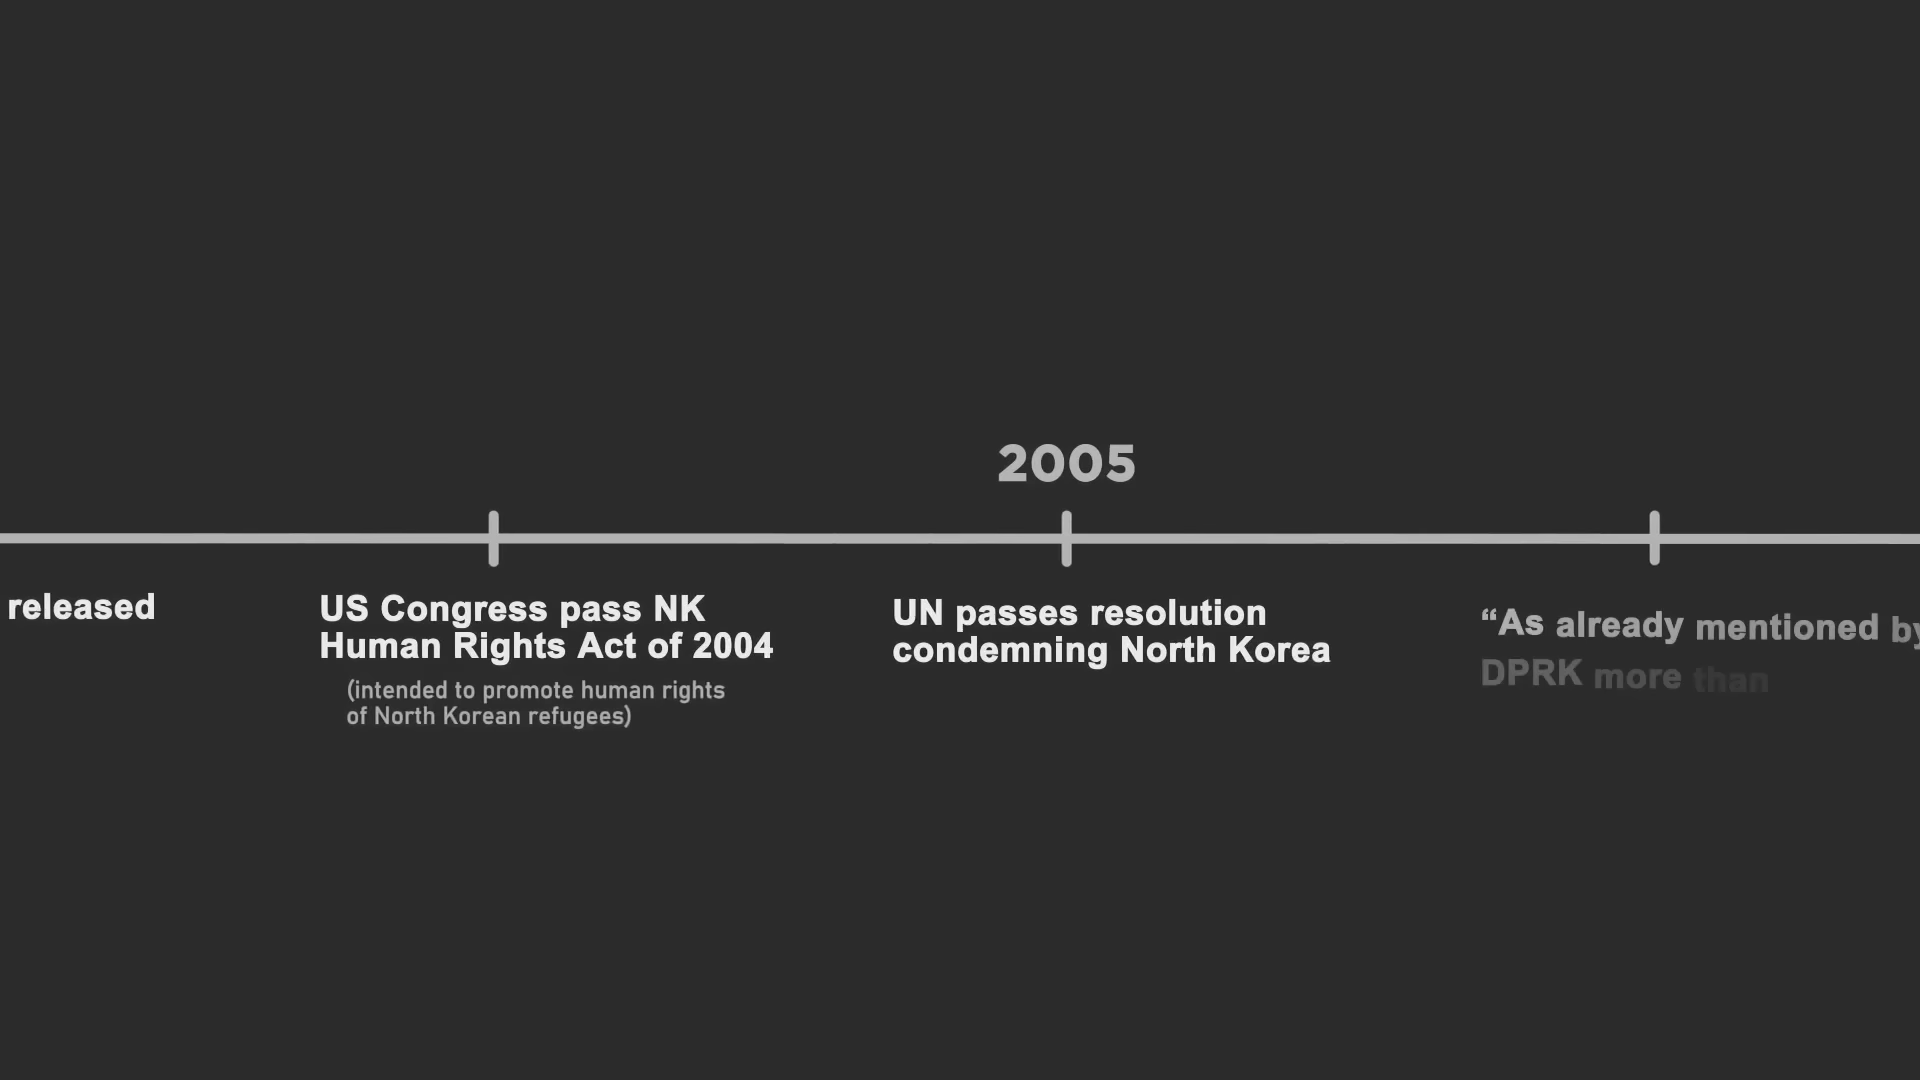 2005
released
US Congress pass NK
Human Rights Act of 2004
(intended to promote human rights
of North Korean refugees)
UN passes resolution
condemning North Korea
“As already mentioned by
DPRK more than